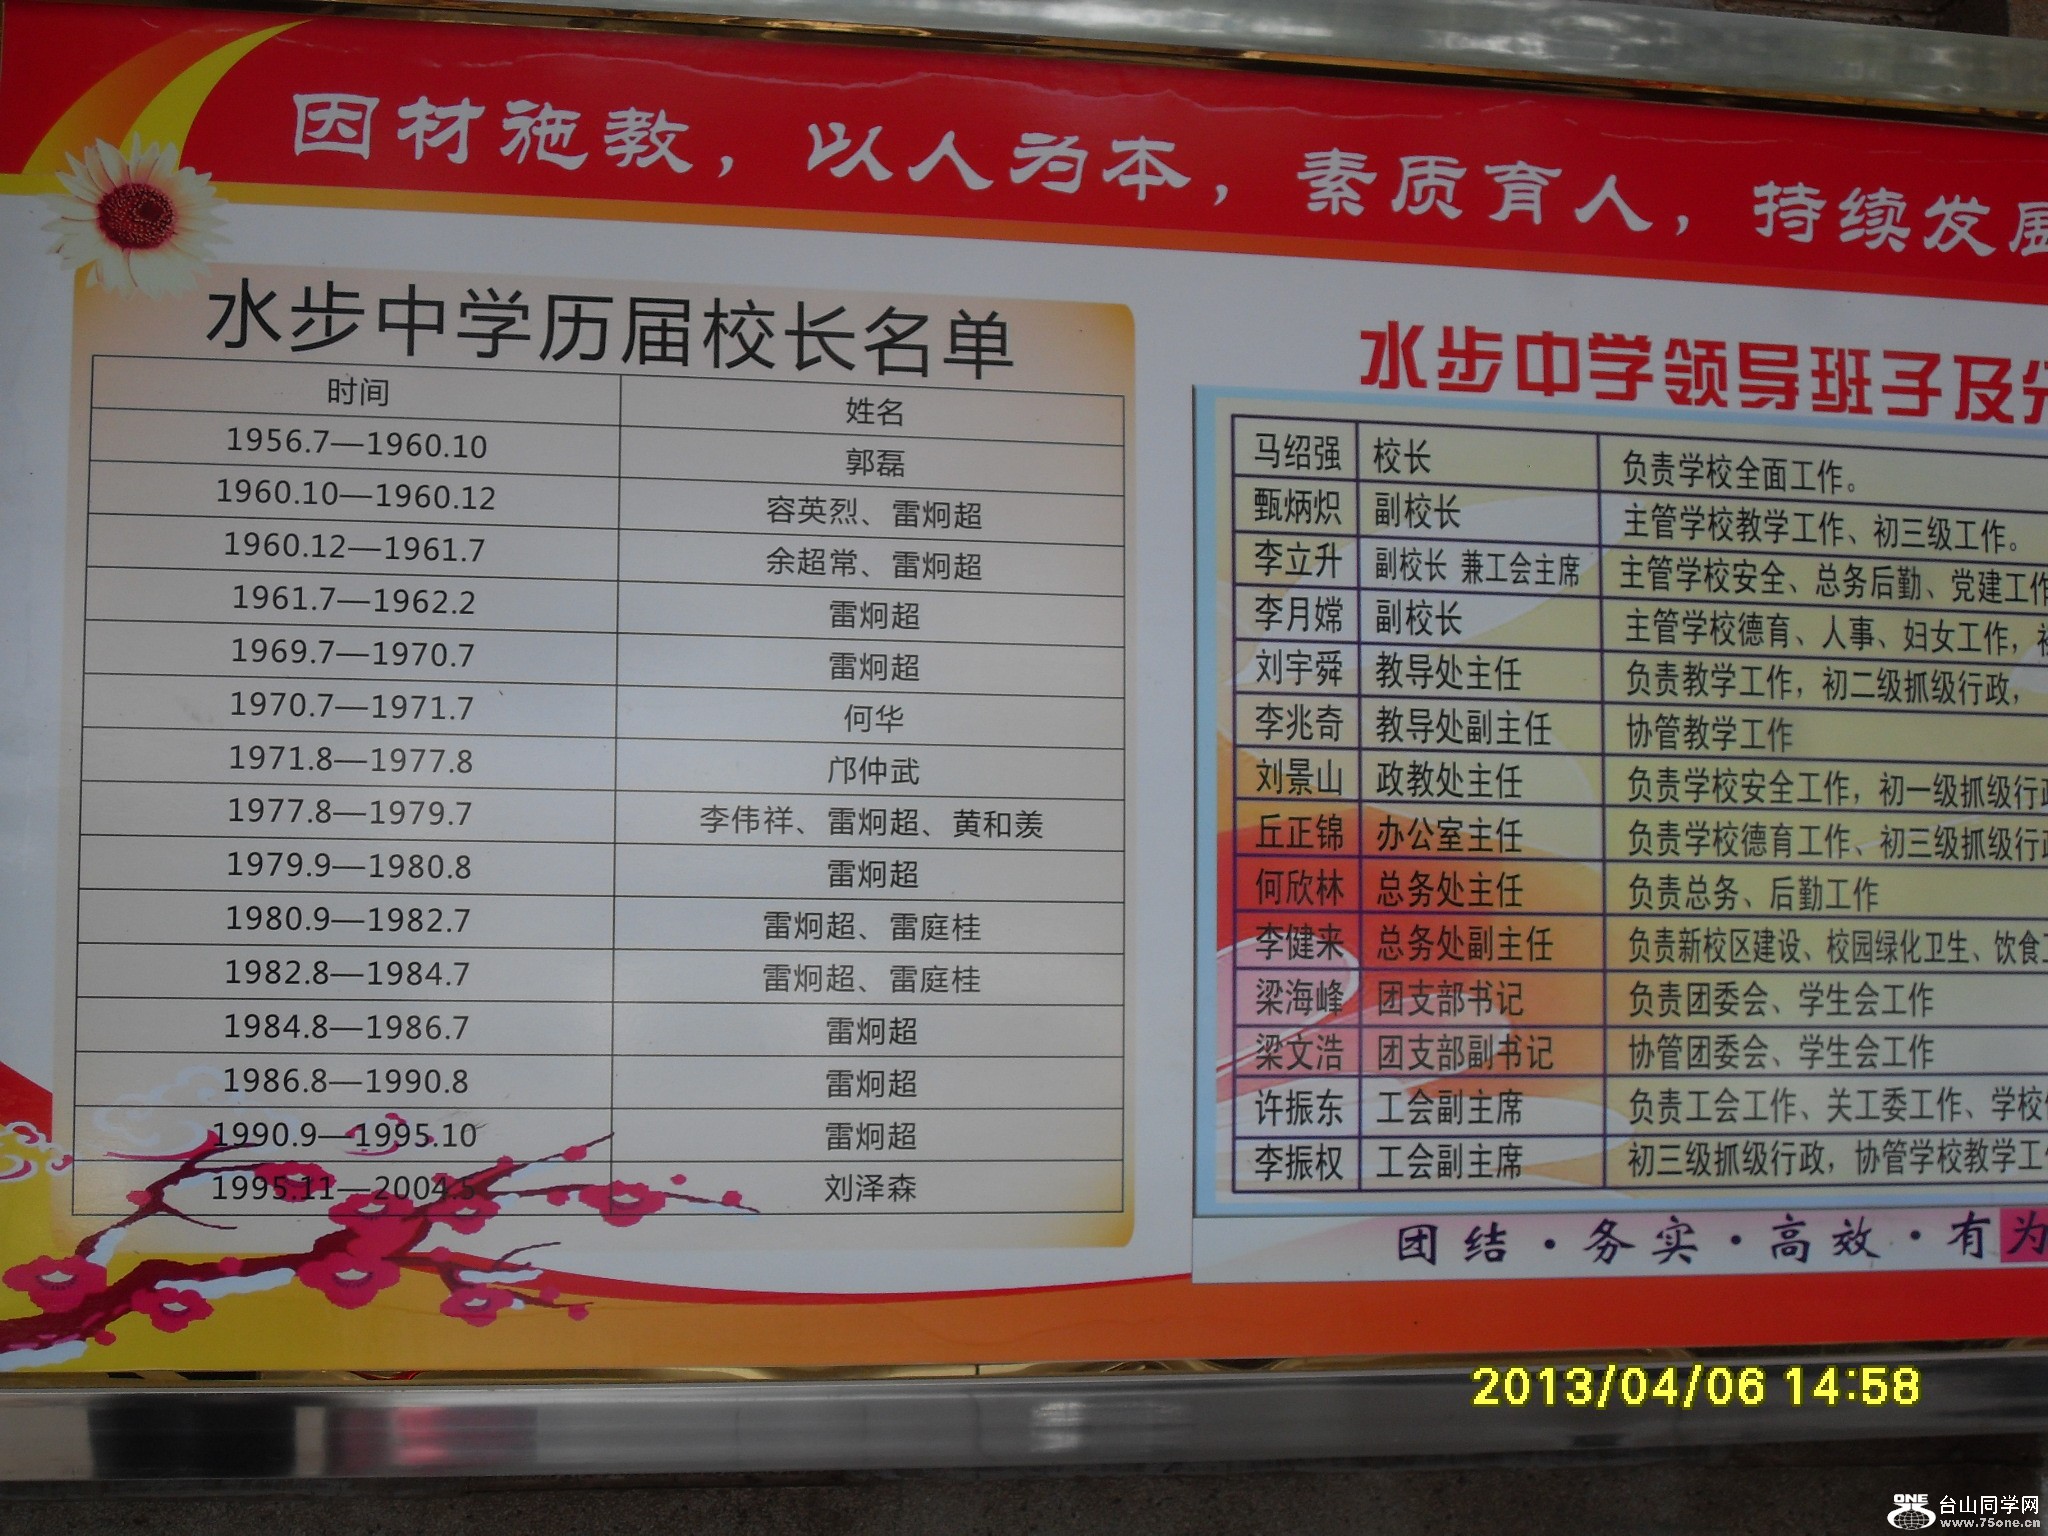 因材施教，以人为本，素质育人，持续发展
水步中学历届校长名单
时间 姓名
1956.7—1960.10 郭磊
1960.10—1960.12 容英烈、雷炯超
1960.12—1961.7 余超常、雷炯超
1961.7—1962.2 雷炯超
1969.7—1970.7 雷炯超
1970.7—1971.7 何华
1971.8—1977.8 邝仲武
1977.8—1979.7 李伟祥、雷炯超、黄和羡
1979.9—1980.8 雷炯超
1980.9—1982.7 雷炯超、雷庭桂
1982.8—1984.7 雷炯超、雷庭桂
1984.8—1986.7 雷炯超
1986.8—1990.8 雷炯超
1990.9—1995.10 雷炯超
1995.11—2004.5 刘泽森
水步中学领导班子及分
马绍强 校长 负责学校全面工作。
甄炳炽 副校长 主管学校教学工作、初三级工作。
李立升 副校长 兼工会主席 主管学校安全、总务后勤、党建工作
李月嫦 副校长 主管学校德育、人事、妇女工作，初
刘宇舜 教导处主任 负责教学工作，初二级抓级行政，
李兆奇 教导处副主任 协管教学工作
刘景山 政教处主任 负责学校安全工作，初一级抓级行政
丘正锦 办公室主任 负责学校德育工作、初三级抓级行政
何欣林 总务处主任 负责总务、后勤工作
李健来 总务处副主任 负责新校区建设、校园绿化卫生、饮食工
梁海峰 团支部书记 负责团委会、学生会工作
梁文浩 团支部副书记 协管团委会、学生会工作
许振东 工会副主席 负责工会工作、关工委工作、学校
李振权 工会副主席 初三级抓级行政，协管学校教学工作
团结·务实·高效·有为
2013/04/06 14:58
ONE 台山同学网
www.75one.cn